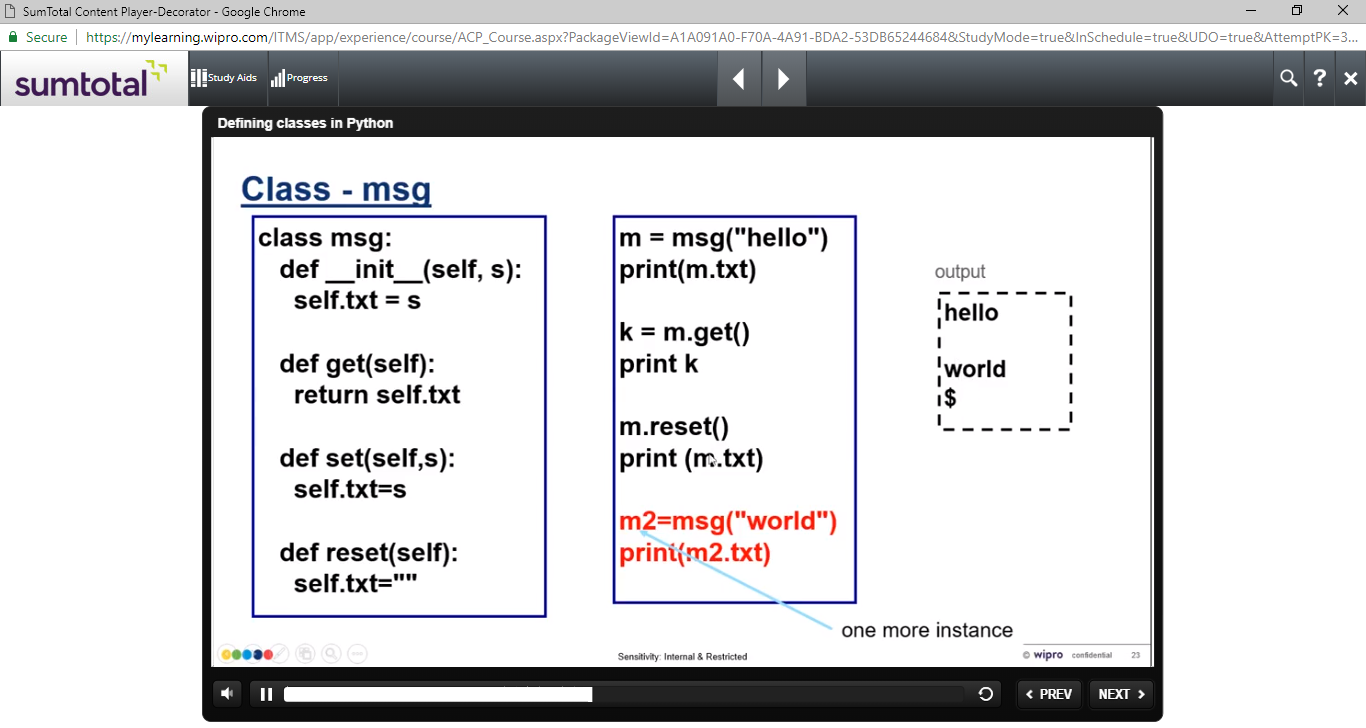 SumTotal Content Player-Decorator - Google Chrome
Secure https://mylearning.wipro.com/ITMS/app/experience/course/ACP_Course.aspx?PackageViewId=A1A091A0-F70A-4A91-BDA2-53DB65244684&StudyMode=true&InSchedule=true&UDO=true&AttemptPK=3...
sumtotal Study Aids Progress ?
Defining classes in Python
Class - msg
class msg:
def __init__(self, s):
self.txt = s
def get(self):
return self.txt
def set(self,s):
self.txt=s
def reset(self):
self.txt=""
m = msg("hello")
print(m.txt)
k = m.get()
print k
m.reset()
print (m.txt)
m2=msg("world")
print(m2.txt)
output
hello
world
$
one more instance
Sensitivity: Internal & Restricted
© wipro confidential 23
PREV NEXT